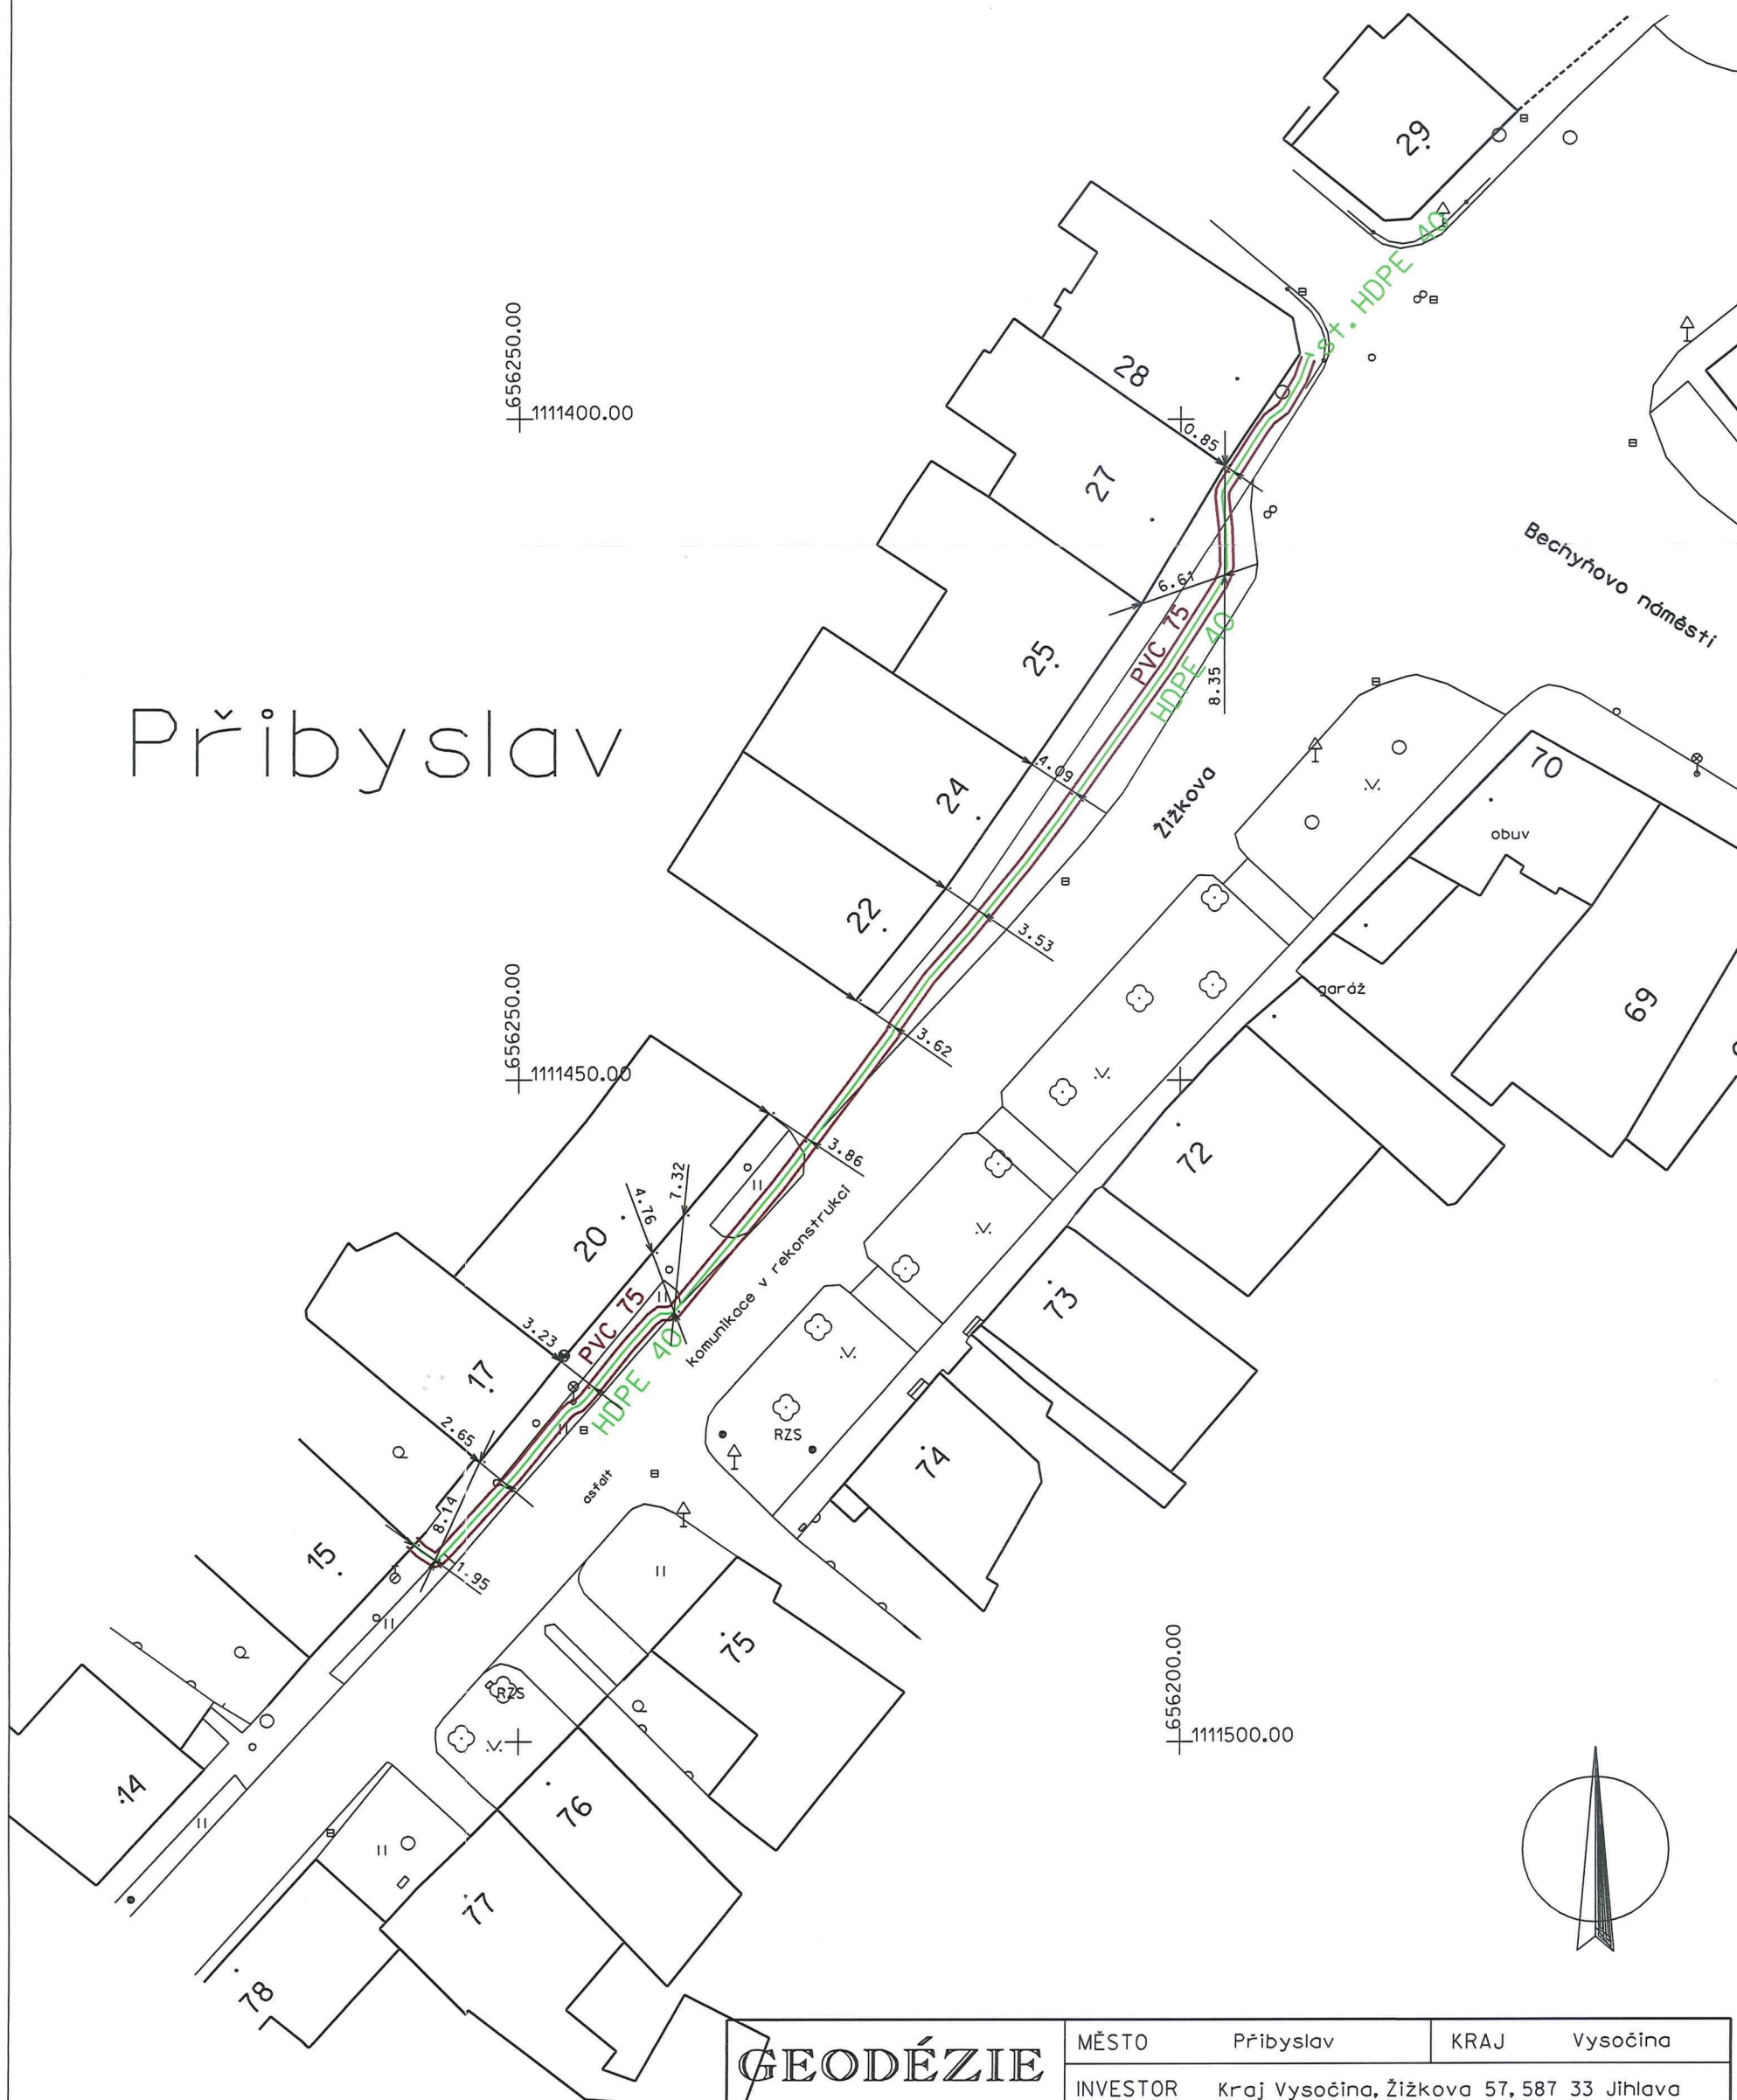 29
st. HDPE 40
656250.00
1111400.00
28
0.85
27
Bechyňovo náměstí
6.61
PVC 75
HDPE 40
8.35
25
Přibyslav
4.09
24
Žižkova
70
obuv
22
3.53
garáž
69
656250.00
1111450.00
3.62
3.86
72
7.32
4.76
20
komunikace v rekonstrukci
73
PVC 75
3.23
HDPE 40
17
2.65
RZS
74
asfalt
8.14
15
1.95
75
656200.00
1111500.00
RZS
14
76
77
78
GEODÉZIE
MĚSTO Přibyslav KRAJ Vysočina
INVESTOR Kraj Vysočina, Žižkova 57, 587 33 Jihlava